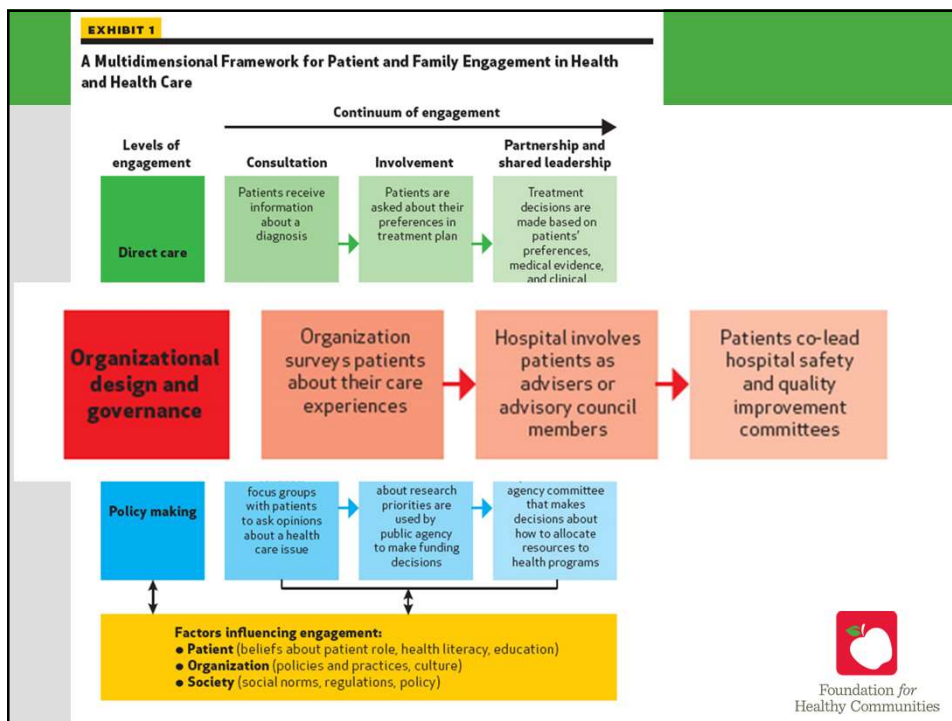 EXHIBIT 1
A Multidimensional Framework for Patient and Family Engagement in Health
and Health Care
Continuum of engagement
Levels of
engagement
Consultation
Involvement
Partnership and
shared leadership
Direct care
Patients receive
information
about a
diagnosis
Patients are
asked about their
preferences in
treatment plan
Treatment
decisions are
made based on
patients'
preferences,
medical evidence,
and clinical
Organizational
design and
governance
Organization
surveys patients
about their care
experiences
Hospital involves
patients as
advisers or
advisory council
members
Patients co-lead
hospital safety
and quality
improvement
committees
Policy making
focus groups
with patients
to ask opinions
about a health
care issue
about research
priorities are
used by
public agency
to make funding
decisions
agency committee
that makes
decisions about
how to allocate
resources to
health programs
Factors influencing engagement:
● Patient (beliefs about patient role, health literacy, education)
● Organization (policies and practices, culture)
● Society (social norms, regulations, policy)
Foundation for
Healthy Communities